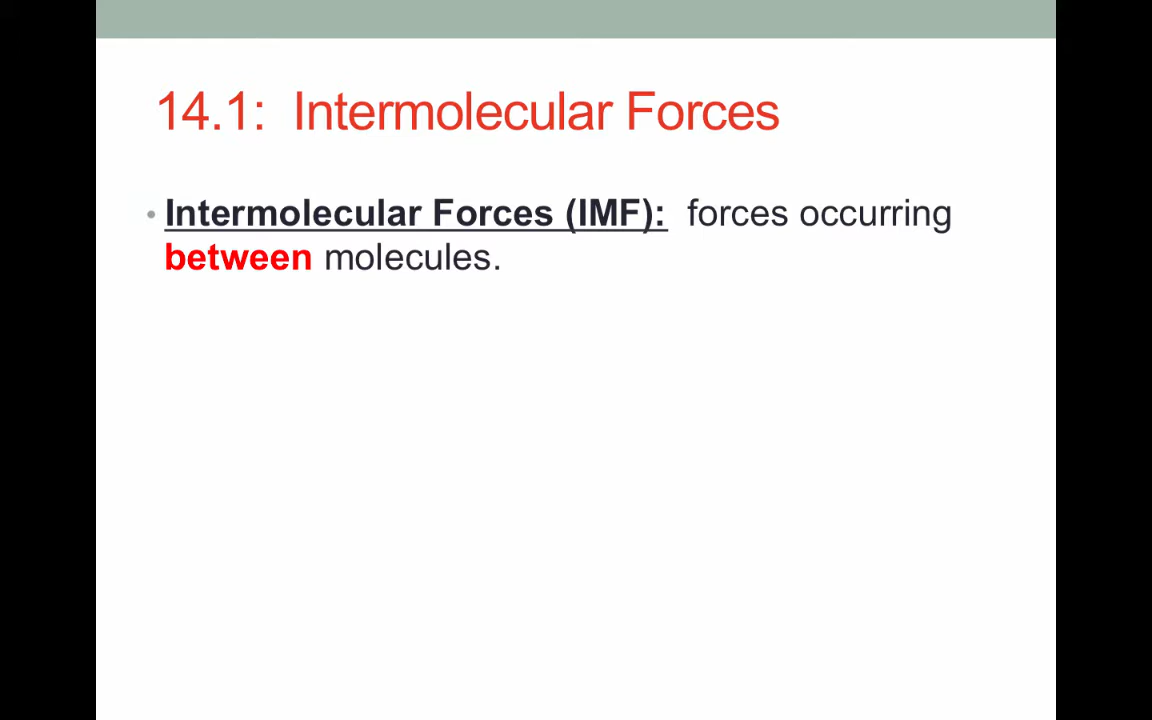 14.1:  Intermolecular Forces
• Intermolecular Forces (IMF):  forces occurring
between molecules.